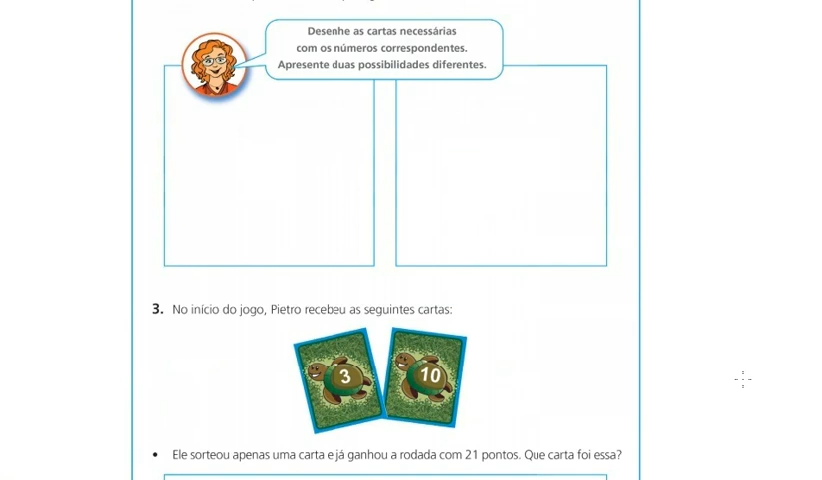 Desenhe as cartas necessárias
com os números correspondentes.
Apresente duas possibilidades diferentes.
3. No início do jogo, Pietro recebeu as seguintes cartas:
3 10
• Ele sorteou apenas uma carta e já ganhou a rodada com 21 pontos. Que carta foi essa?